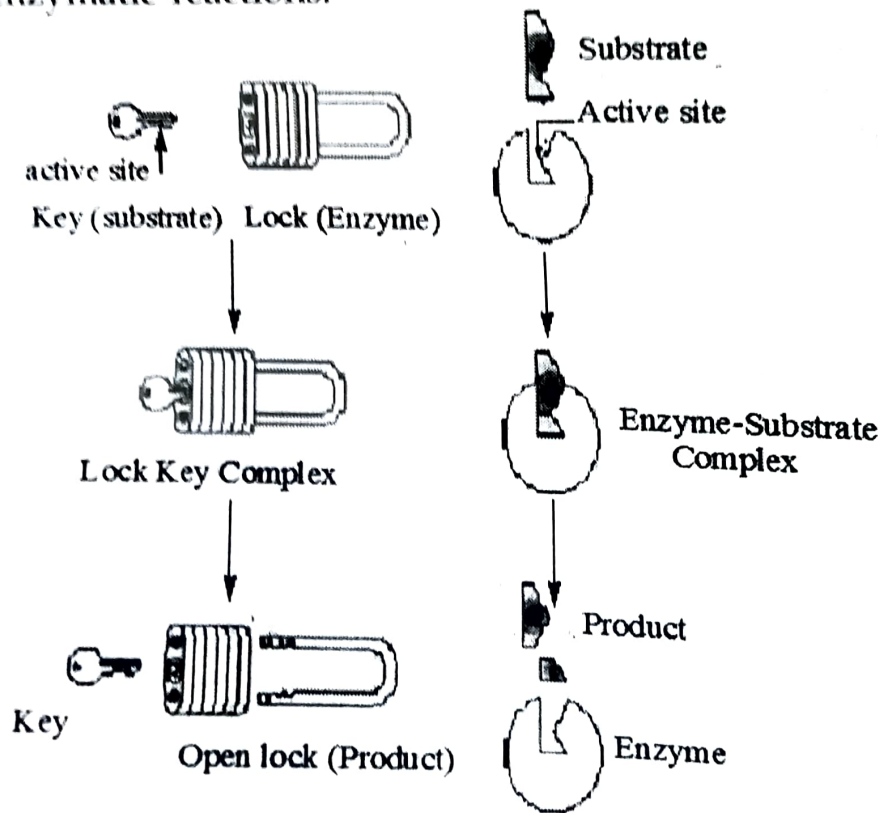 reactions.
Substrate
Active site
active site
Key (substrate) Lock (Enzyme)
Enzyme-Substrate
Complex
Lock Key Complex
Product
Key
Open lock (Product)
Enzyme